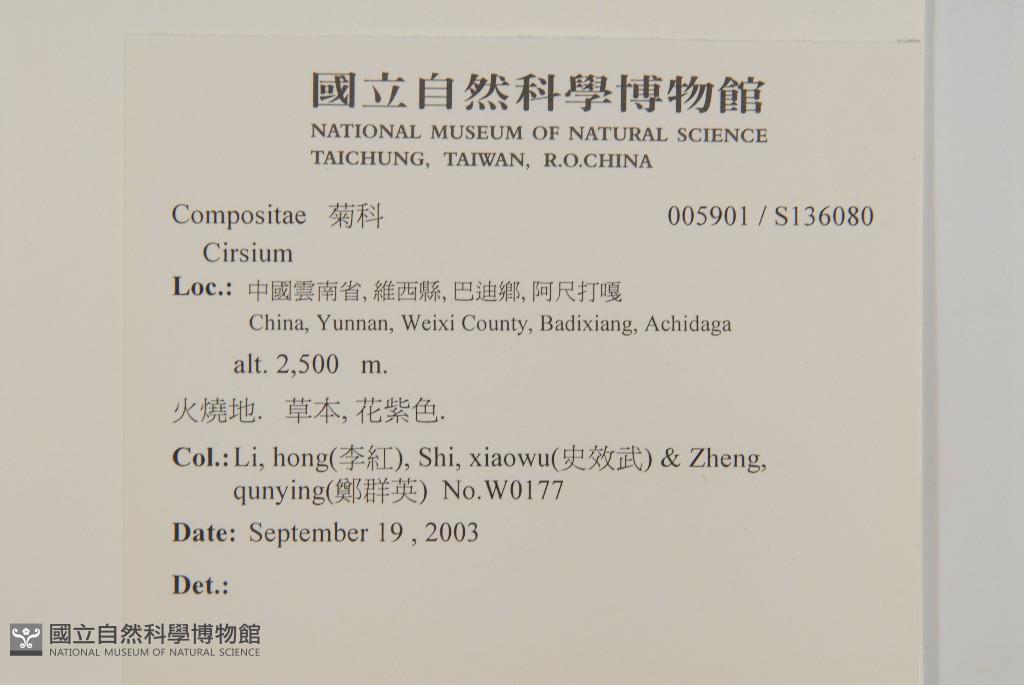 國立自然科學博物館
NATIONAL MUSEUM OF NATURAL SCIENCE
TAICHUNG, TAIWAN, R.O.CHINA
Compositae 菊科 005901 / S136080
Cirsium
Loc.: 中國雲南省, 維西縣, 巴迪鄉, 阿尺打嘎
China, Yunnan, Weixi County, Badixiang, Achidaga
alt. 2,500 m.
火燒地. 草本, 花紫色.
Col.: Li, hong(李紅), Shi, xiaowu(史效武) & Zheng,
qunying(鄭群英) No.W0177
Date: September 19 , 2003
Det.:
國立自然科學博物館
NATIONAL MUSEUM OF NATURAL SCIENCE